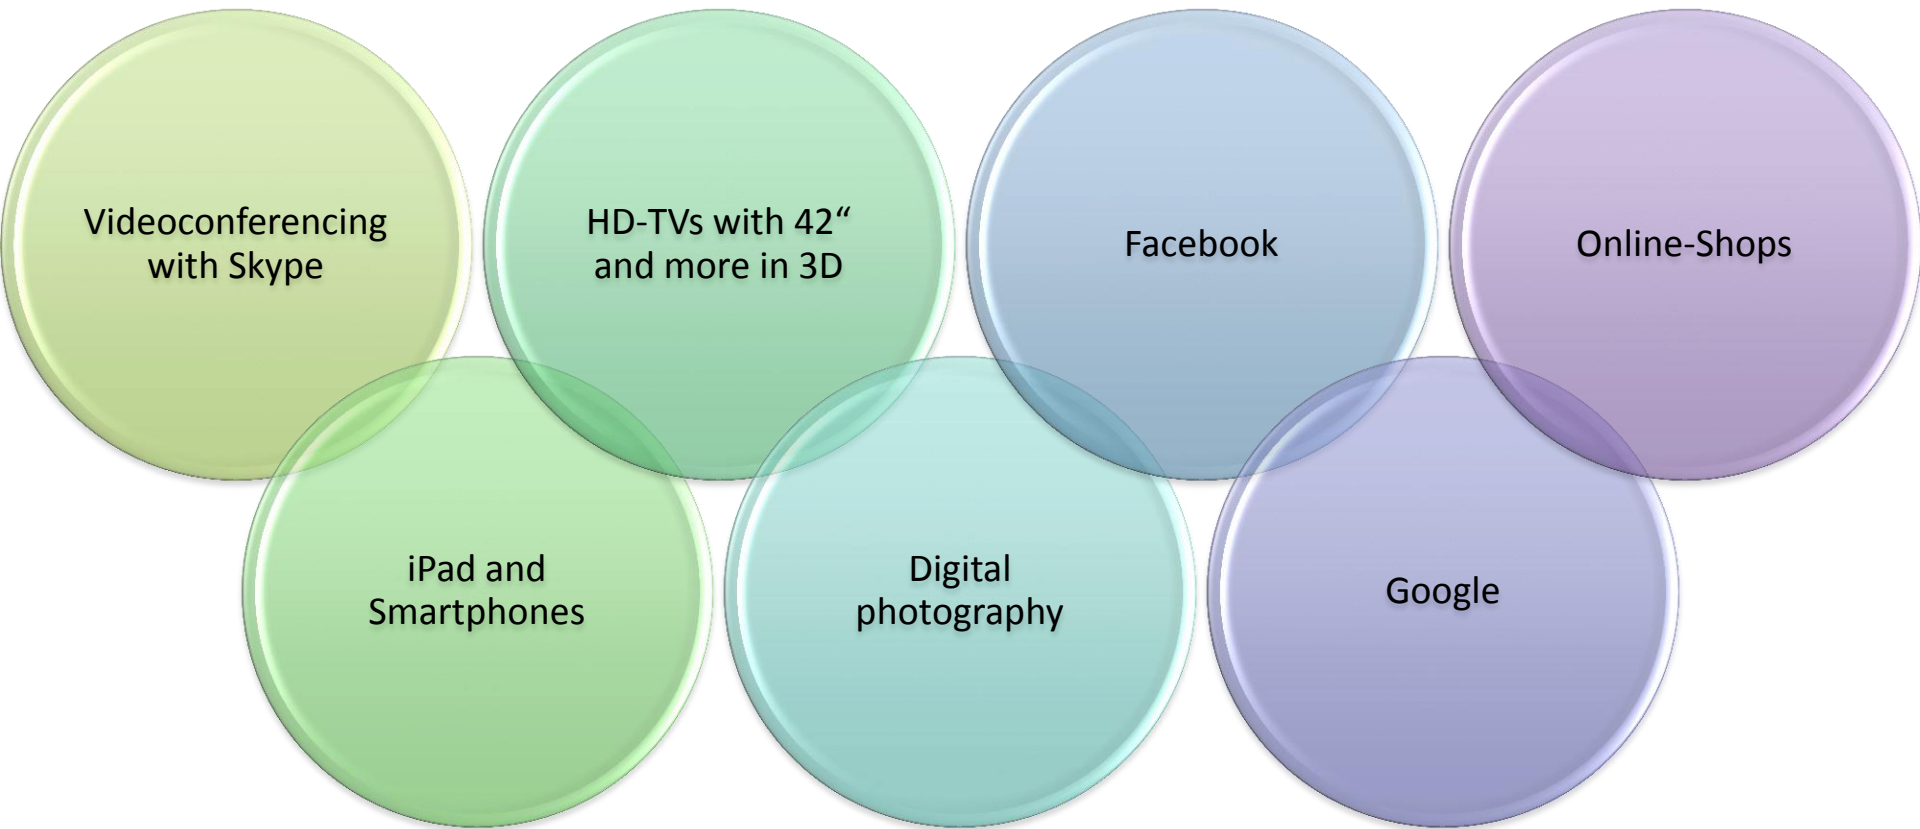 Videoconferencing
with Skype
HD-TVs with 42“
and more in 3D
Facebook
Online-Shops
iPad and
Smartphones
Digital
photography
Google